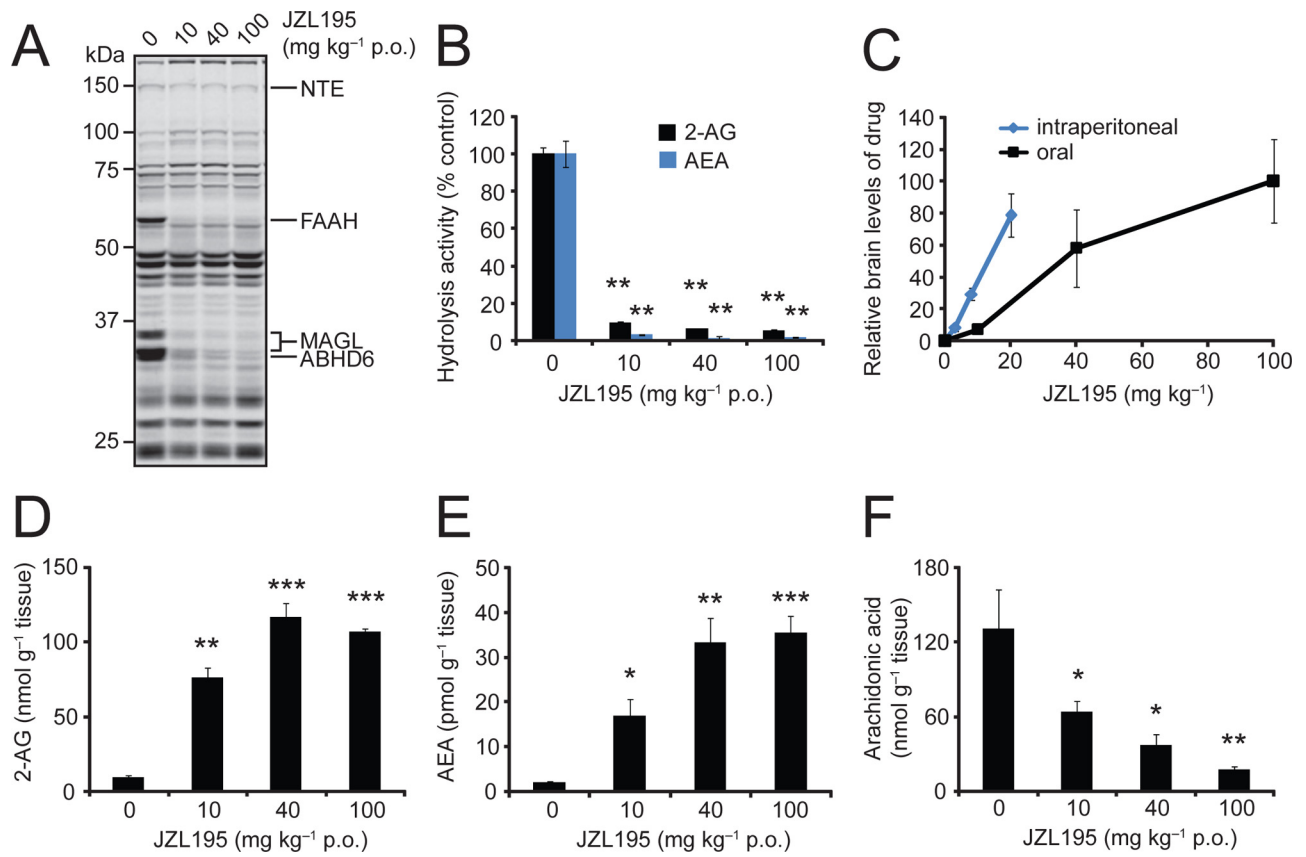 A
0 10 40 100 JZL195
(mg kg⁻¹ p.o.)
kDa
150
100
75
50
37
25
NTE
FAAH
MAGL
ABHD6
B
Hydrolysis activity (% control)
120
100
80
60
40
20
0
2-AG
AEA
** ** ** ** ** **
0 10 40 100
JZL195 (mg kg⁻¹ p.o.)
C
Relative brain levels of drug
140
120
100
80
60
40
20
0
intraperitoneal
oral
0 20 40 60 80 100
JZL195 (mg kg⁻¹)
D
2-AG (nmol g⁻¹ tissue)
150
100
50
0
** *** ***
0 10 40 100
JZL195 (mg kg⁻¹ p.o.)
E
AEA (pmol g⁻¹ tissue)
50
40
30
20
10
0
* ** ***
0 10 40 100
JZL195 (mg kg⁻¹ p.o.)
F
Arachidonic acid
(nmol g⁻¹ tissue)
180
120
60
0
* * **
0 10 40 100
JZL195 (mg kg⁻¹ p.o.)